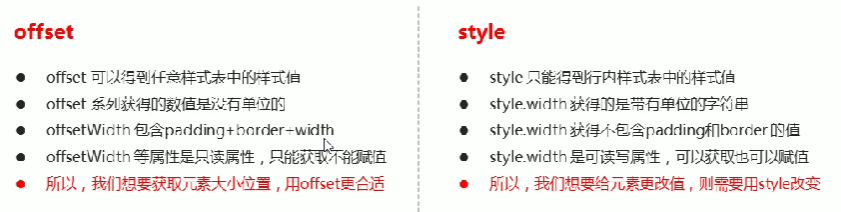 offset
offset 可以得到任意样式表中的样式值
offset 系列获得的数值是没有单位的
offsetWidth 包含padding+border+width
offsetWidth 等属性是只读属性，只能获取不能赋值
所以，我们想要获取元素大小位置，用offset更合适
style
style 只能得到行内样式表中的样式值
style.width 获得的是带有单位的字符串
style.width 获得不包含padding和border 的值
style.width 是可读写属性，可以获取也可以赋值
所以，我们想要给元素更改值，则需要用style改变